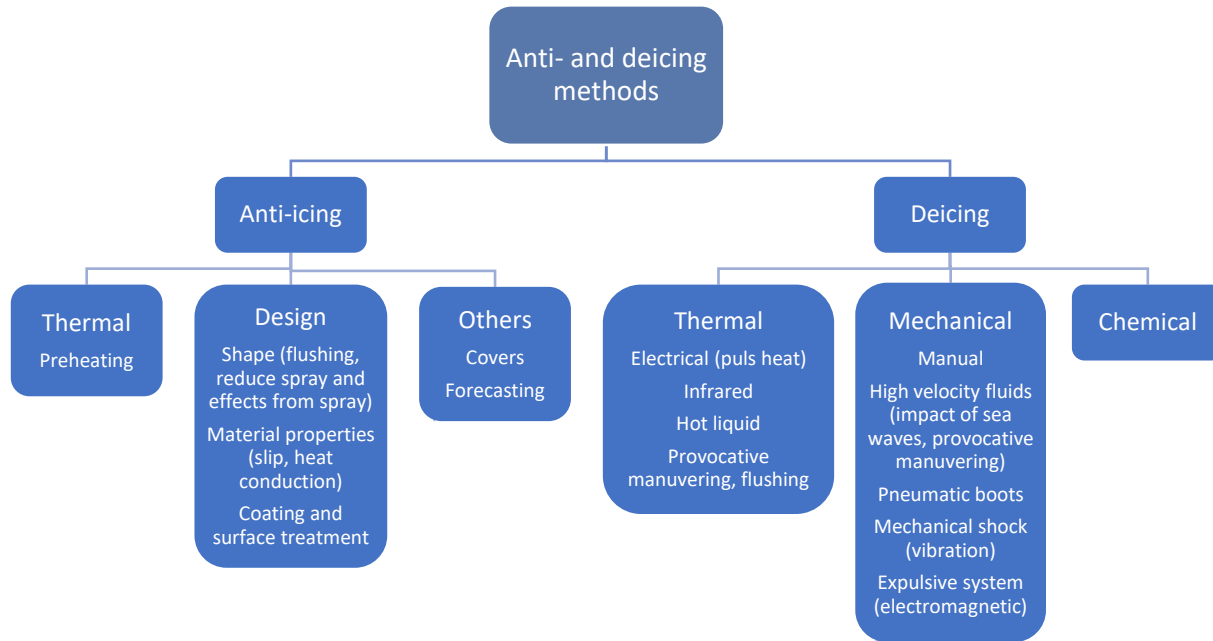 Anti- and deicing
methods
Anti-icing
Deicing
Thermal
Preheating
Design
Shape (flushing,
reduce spray and
effects from spray)
Material properties
(slip, heat
conduction)
Coating and
surface treatment
Others
Covers
Forecasting
Thermal
Electrical (puls heat)
Infrared
Hot liquid
Provocative
manuvering, flushing
Mechanical
Manual
High velocity fluids
(impact of sea
waves, provocative
manuvering)
Pneumatic boots
Mechanical shock
(vibration)
Expulsive system
(electromagnetic)
Chemical